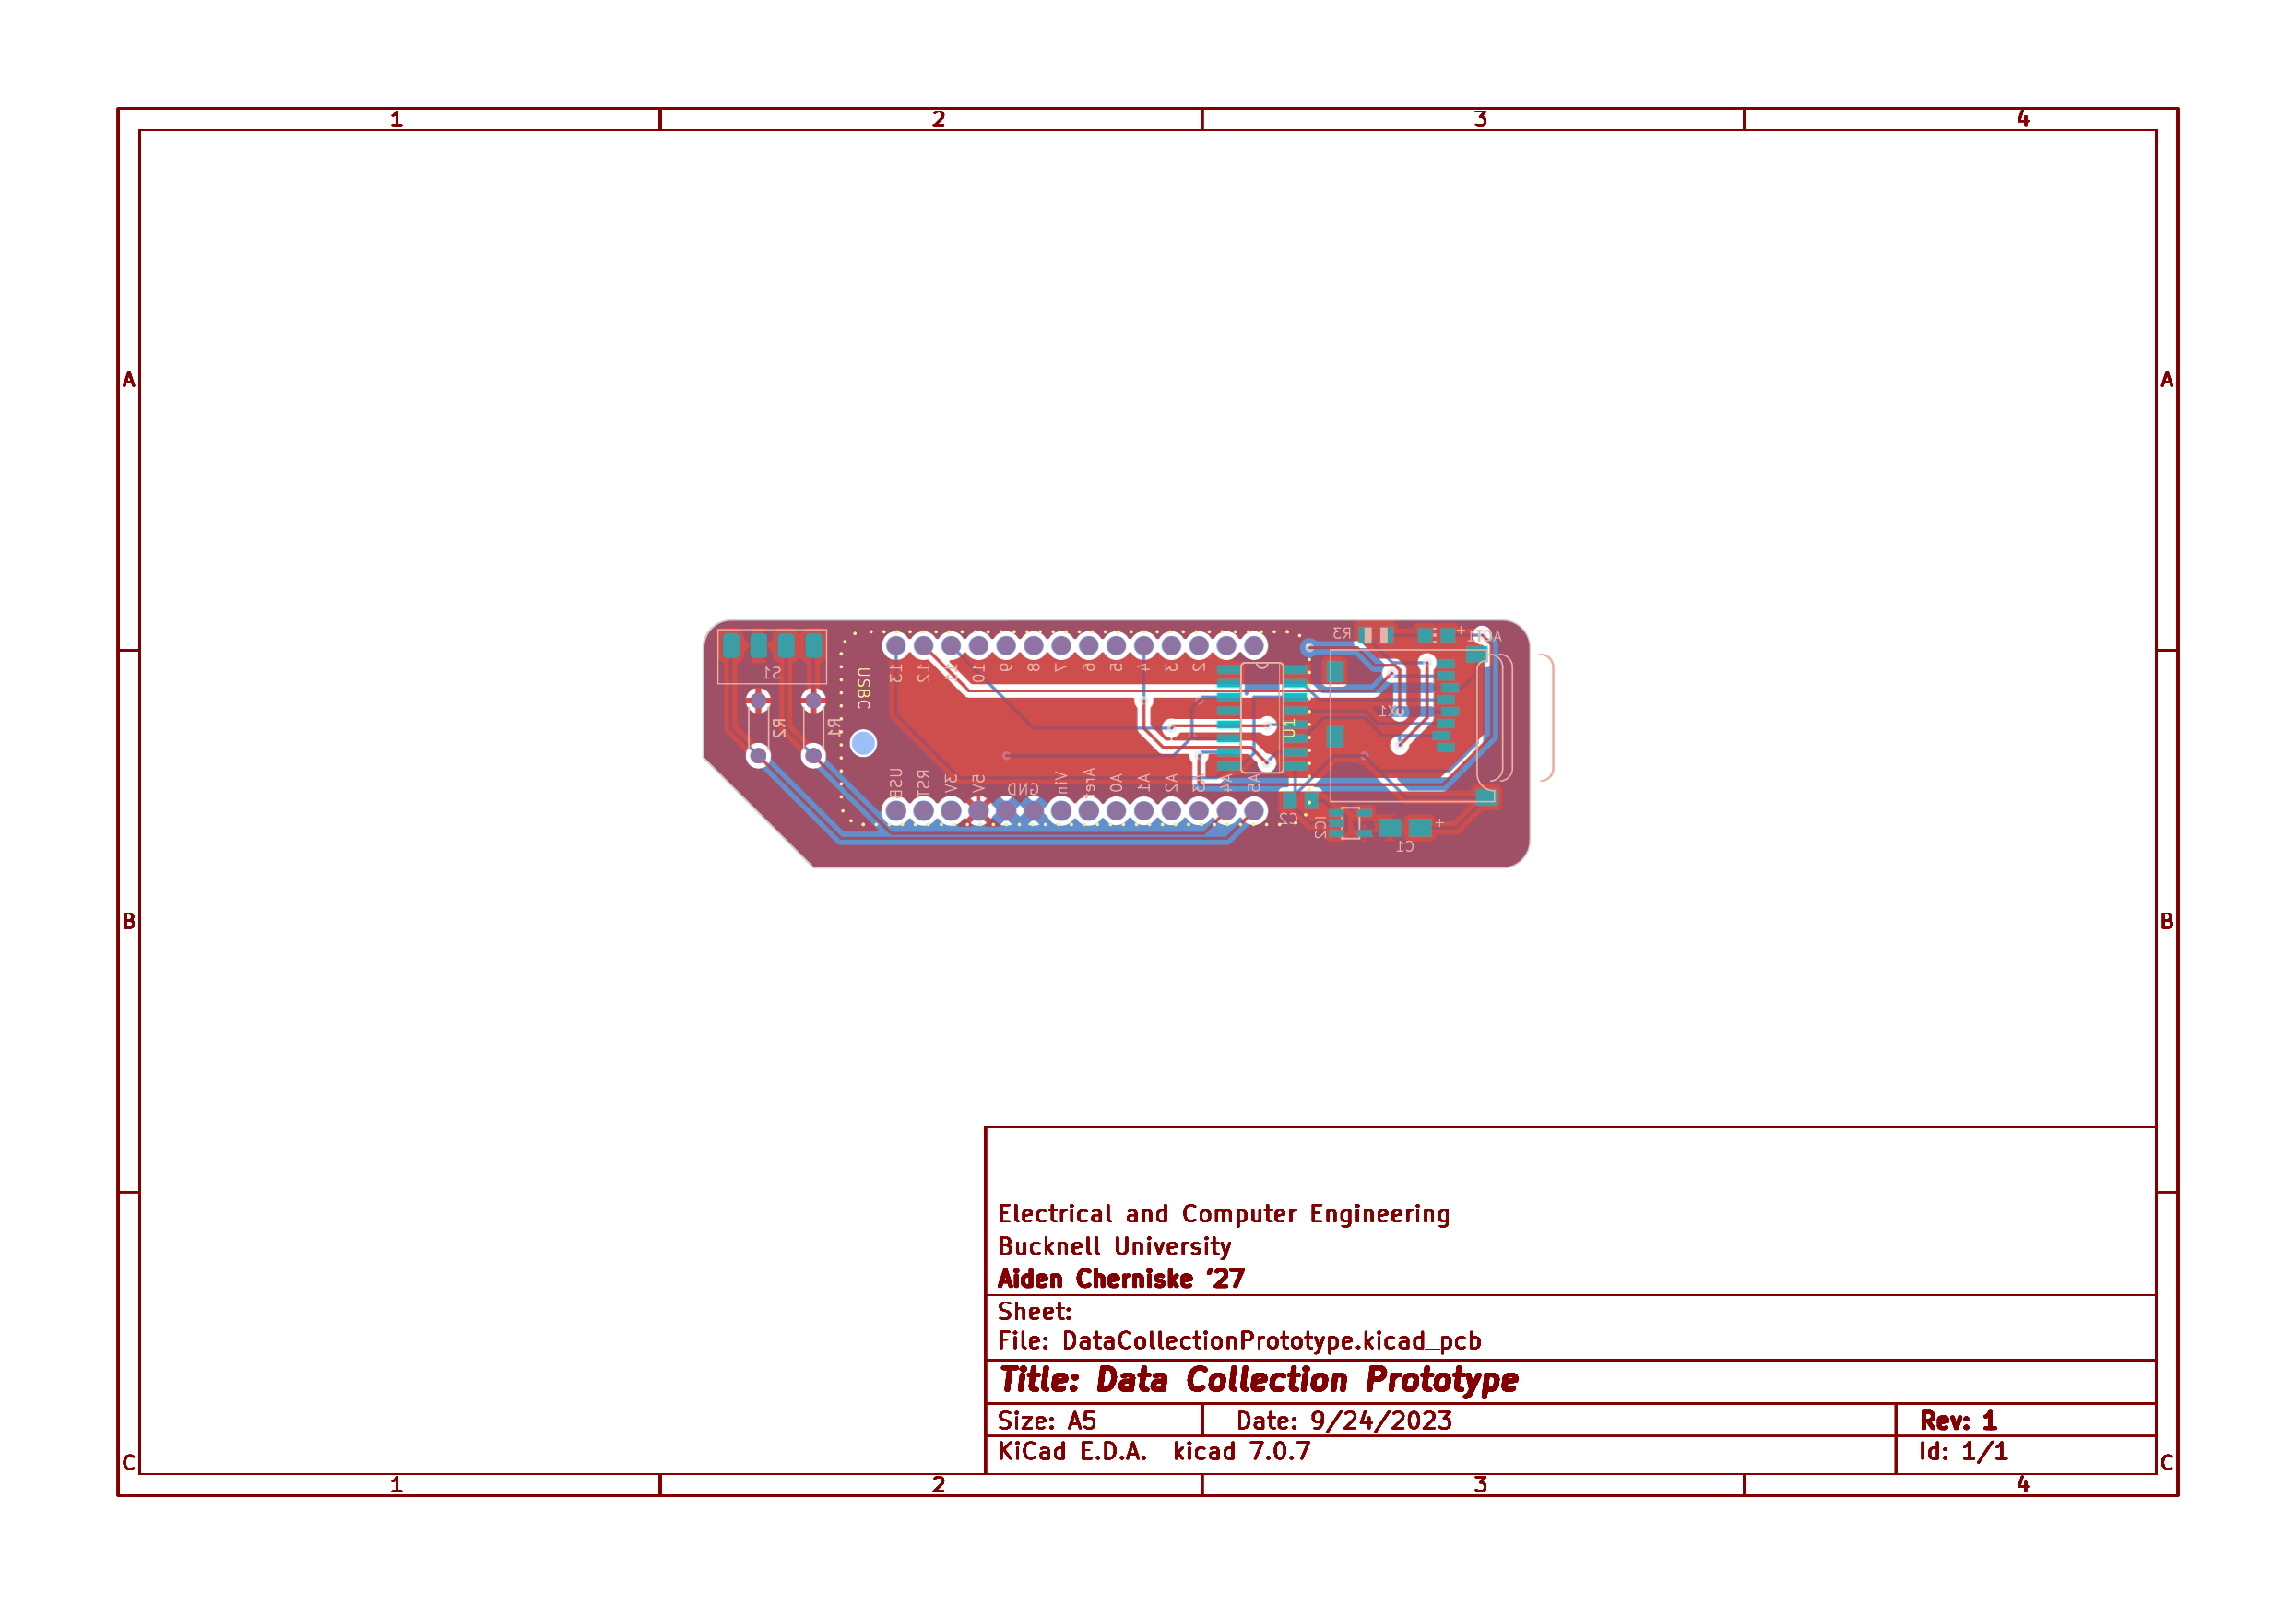 1 2 3 4
A A
R3 + ACT1
S1
13 12 11 10 9 8 7 6 5 4 3 2
USBC
X1
R2 R1 U1
USB RST 3V 5V GND Vin Aref A0 A1 A2 A3 A4 A5
C2 IC2 +
C1
B B
Electrical and Computer Engineering
Bucknell University
Aiden Cherniske '27
Sheet:
File: DataCollectionPrototype.kicad_pcb
Title: Data Collection Prototype
Size: A5 Date: 9/24/2023 Rev: 1
KiCad E.D.A. kicad 7.0.7 Id: 1/1
C C
1 2 3 4